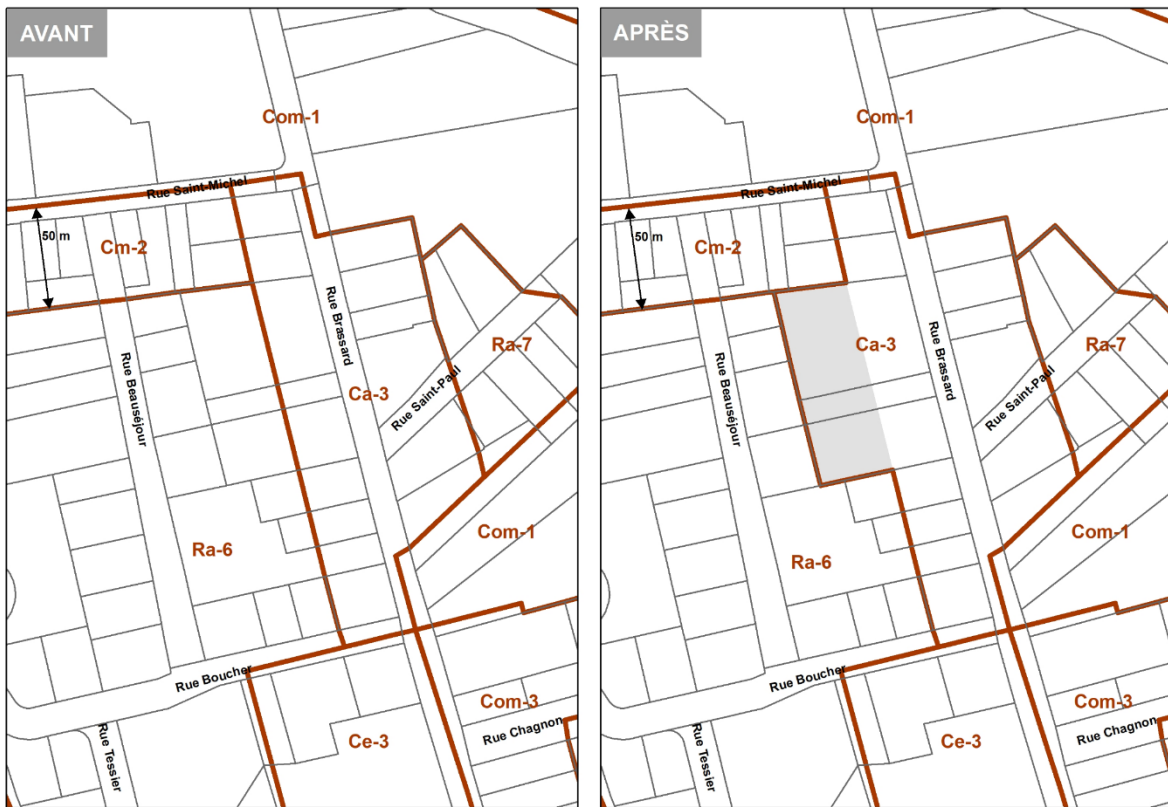 AVANT
Com-1
Rue Saint-Michel
50 m
Cm-2
Rue Brassard
Rue Beauséjour
Ra-7
Ca-3
Rue Saint-Paul
Com-1
Ra-6
Rue Boucher
Com-3
Rue Chagnon
Ce-3
Rue Tessier
APRÈS
Com-1
Rue Saint-Michel
50 m
Cm-2
Rue Brassard
Rue Beauséjour
Ca-3
Ra-7
Rue Saint-Paul
Com-1
Ra-6
Rue Boucher
Com-3
Rue Chagnon
Ce-3
Rue Tessier